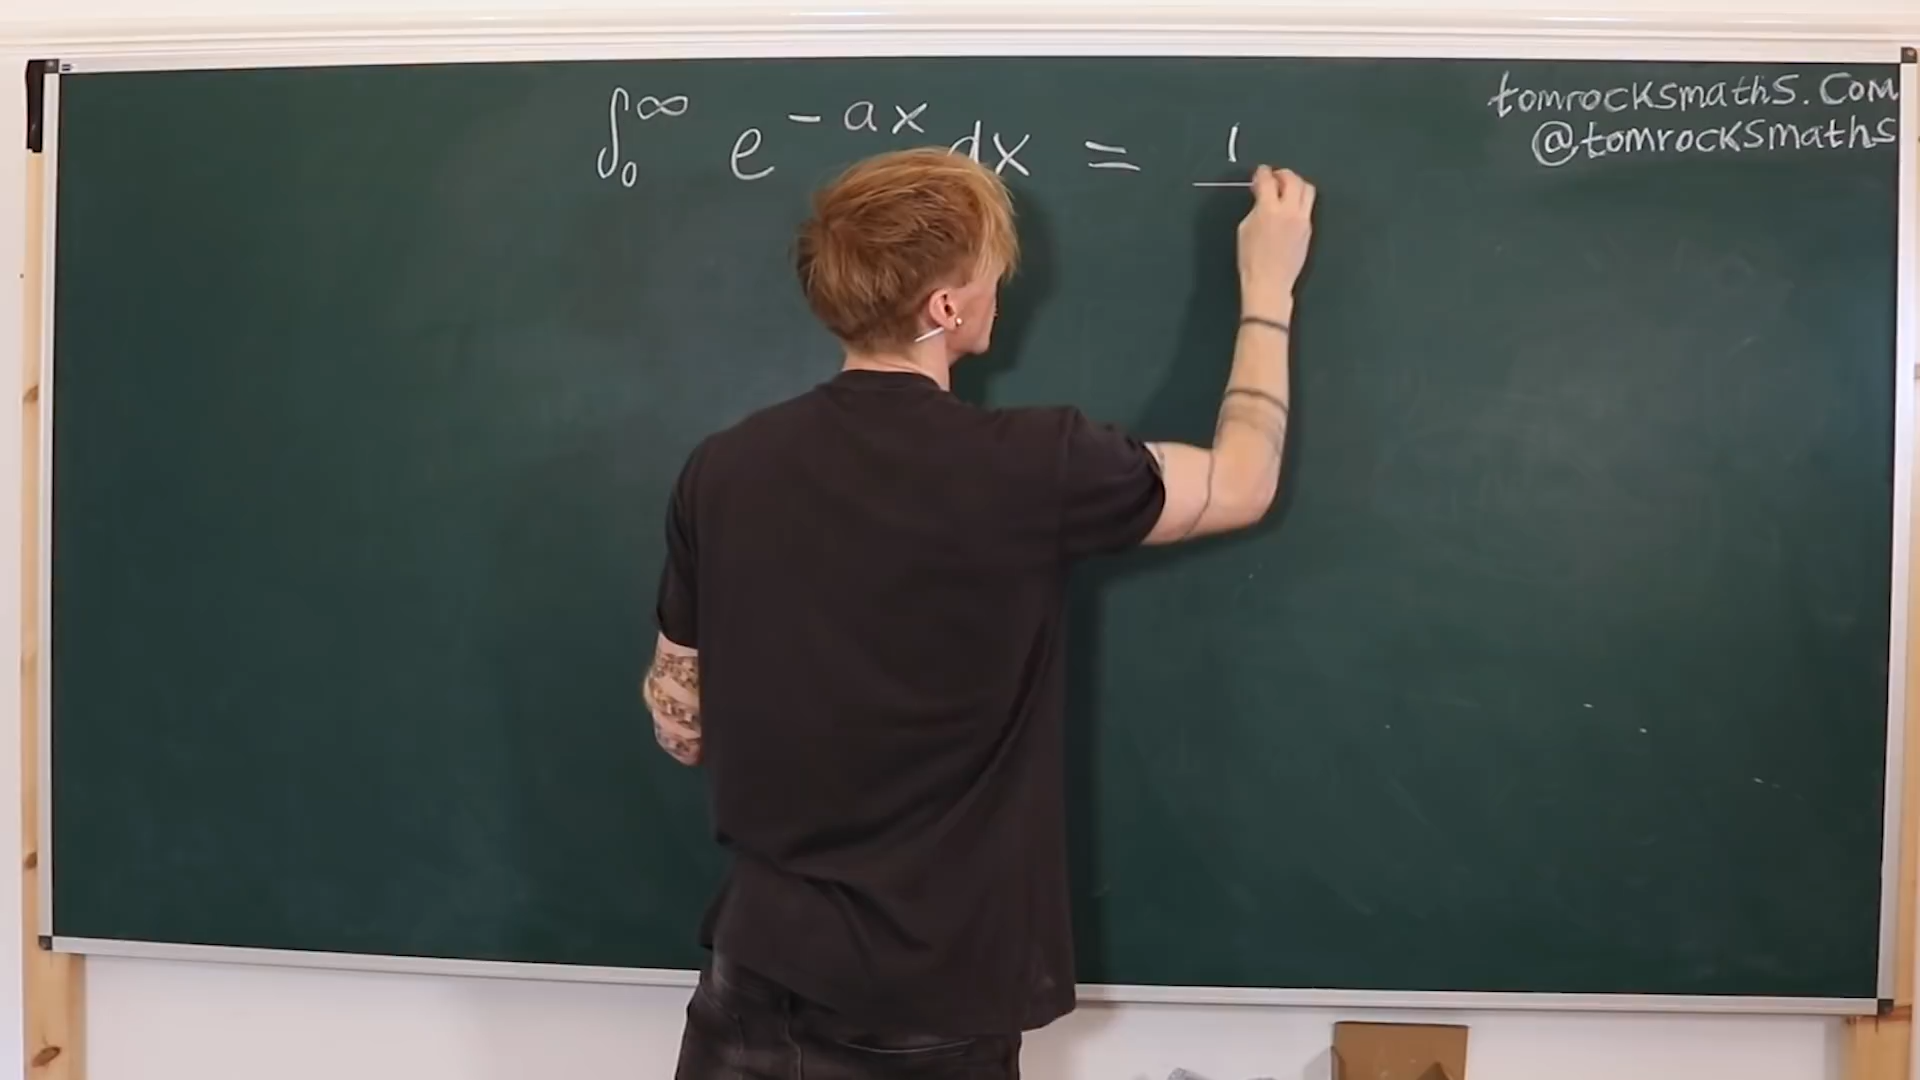 ∫₀^∞ e^{-ax} dx = 1/
tomrocksmaths.com
@tomrocksmaths